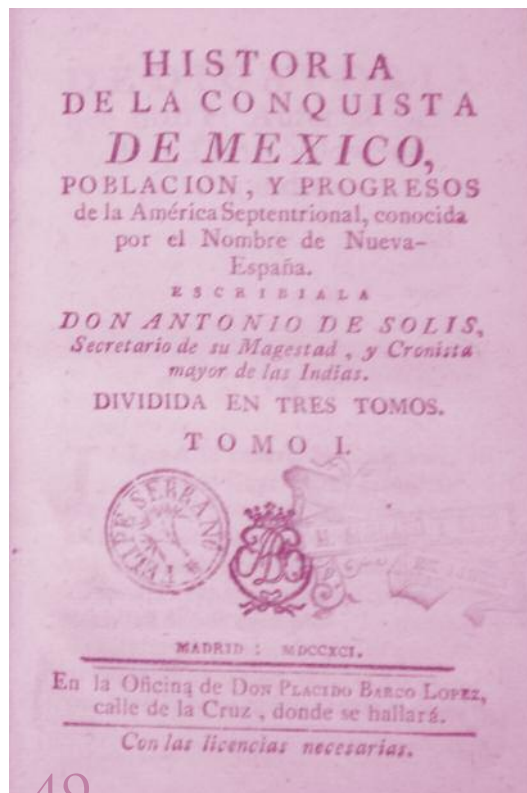 HISTORIA
DE LA CONQUISTA
DE MEXICO,
POBLACION, Y PROGRESOS
de la América Septentrional, conocida
por el Nombre de Nueva-
España.
ESCRIBIALA
DON ANTONIO DE SOLIS,
Secretario de su Magestad, y Cronista
mayor de las Indias.
DIVIDIDA EN TRES TOMOS.
TOMO I.
FELIPE SERRANO
MADRID: MDCCXCI.
En la Oficina de DON PLACIDO BARCO LOPEZ,
calle de la Cruz, donde se hallará.
Con las licencias necesarias.
49